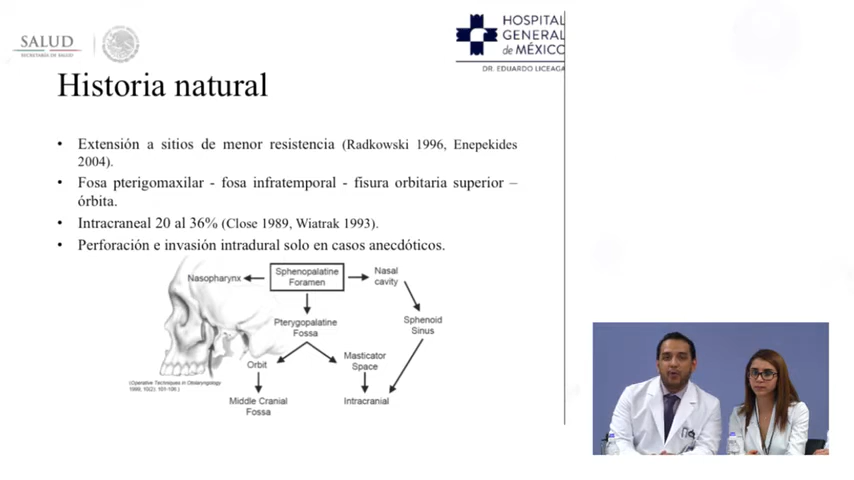 SALUD
SECRETARÍA DE SALUD
HOSPITAL
GENERAL
de MÉXICO
DR. EDUARDO LICEAGA
Historia natural
• Extensión a sitios de menor resistencia (Radkowski 1996, Enepekides
2004).
• Fosa pterigomaxilar - fosa infratemporal - fisura orbitaria superior –
órbita.
• Intracraneal 20 al 36% (Close 1989, Wiatrak 1993).
• Perforación e invasión intradural solo en casos anecdóticos.
Nasopharynx
Sphenopalatine
Foramen
Nasal
cavity
Pterygopalatine
Fossa
Sphenoid
Sinus
Orbit
Masticator
Space
Middle Cranial
Fossa
Intracranial
(Operative Techniques in Otolaryngology
1999; 10(2): 101-106.)